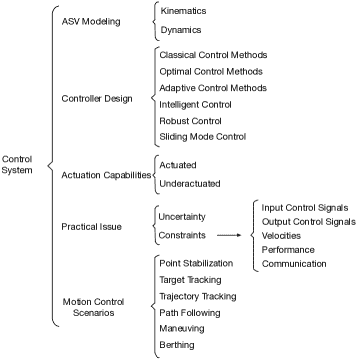 ASV Modeling
Kinematics
Dynamics
Controller Design
Classical Control Methods
Optimal Control Methods
Adaptive Control Methods
Intelligent Control
Robust Control
Sliding Mode Control
Control
System
Actuation Capabilities
Actuated
Underactuated
Practical Issue
Uncertainty
Constraints
Input Control Signals
Output Control Signals
Velocities
Performance
Communication
Motion Control
Scenarios
Point Stabilization
Target Tracking
Trajectory Tracking
Path Following
Maneuving
Berthing